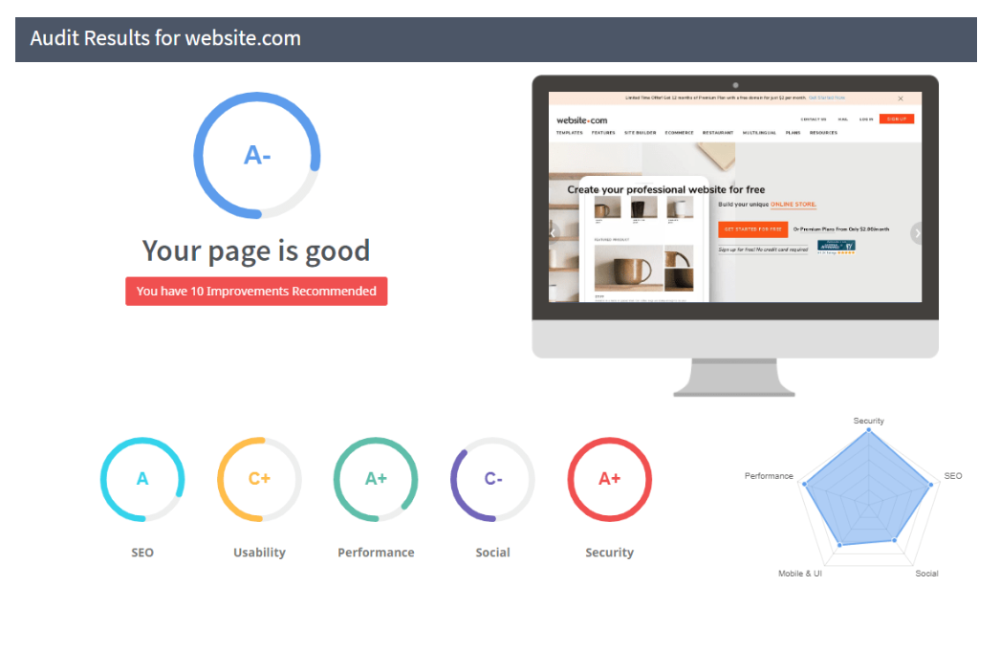 Audit Results for website.com
A-
Your page is good
You have 10 Improvements Recommended
Limited Time Offer! Get 12 months of Premium Plan with a free domain for just $2 per month. Get Started Now
website.com
CONTACT US LOG IN SIGN UP
TEMPLATES FEATURES SITE BUILDER ECOMMERCE RESTAURANT MULTILINGUAL PLANS RESOURCES
Create your professional website for free
Build your unique ONLINE STORE.
GET STARTED FOR FREE Or Premium Plans From Only $2.00/month
Sign up for free! No credit card required
FEATURED PRODUCT
A
C+
A+
C-
A+
SEO
Usability
Performance
Social
Security
Security
Performance
SEO
Mobile & UI
Social